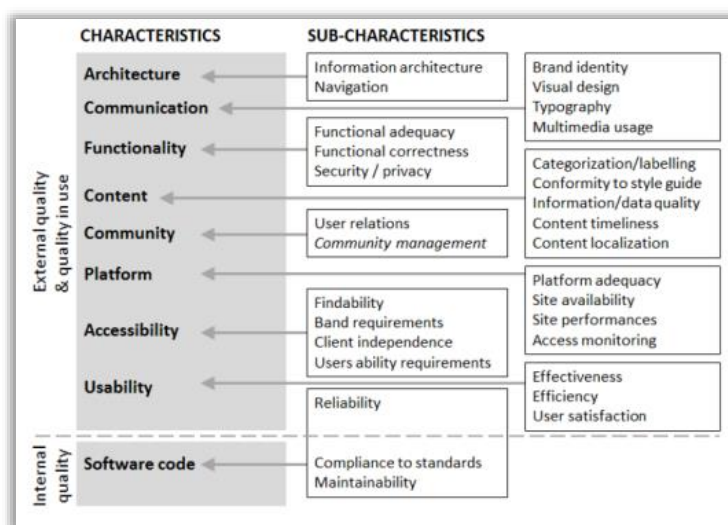 CHARACTERISTICS
SUB-CHARACTERISTICS
Architecture
Information architecture
Navigation
Communication
Brand identity
Visual design
Typography
Multimedia usage
Functionality
Functional adequacy
Functional correctness
Security / privacy
Content
Categorization/labelling
Conformity to style guide
Information/data quality
Content timeliness
Content localization
Community
User relations
Community management
Platform
Platform adequacy
Site availability
Site performances
Access monitoring
Accessibility
Findability
Band requirements
Client independence
Users ability requirements
Usability
Effectiveness
Efficiency
User satisfaction
Reliability
Software code
Compliance to standards
Maintainability
External quality
& quality in use
Internal
quality